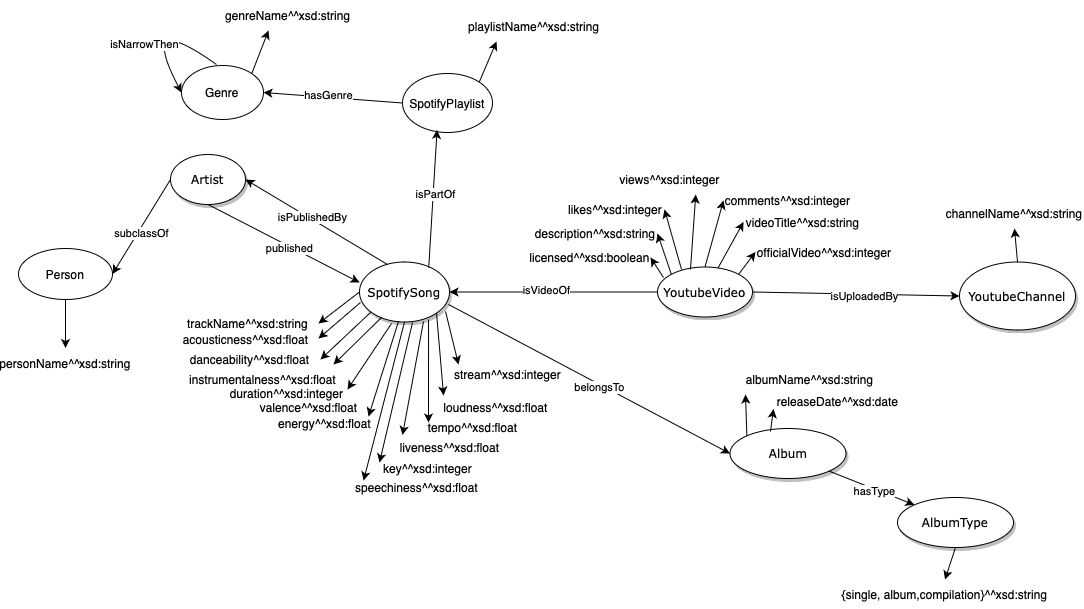 genreName^^xsd:string
playlistName^^xsd:string
isNarrowThen
Genre
hasGenre
SpotifyPlaylist
Artist
isPartOf
views^^xsd:integer
comments^^xsd:integer
likes^^xsd:integer
channelName^^xsd:string
isPublishedBy
videoTitle^^xsd:string
subclassOf
description^^xsd:string
published
officialVideo^^xsd:integer
licensed^^xsd:boolean
Person
SpotifySong
isVideoOf
YoutubeVideo
isUploadedBy
YoutubeChannel
trackName^^xsd:string
acousticness^^xsd:float
personName^^xsd:string
danceability^^xsd:float
stream^^xsd:integer
instrumentalness^^xsd:float
belongsTo
albumName^^xsd:string
duration^^xsd:integer
releaseDate^^xsd:date
valence^^xsd:float
loudness^^xsd:float
energy^^xsd:float
tempo^^xsd:float
liveness^^xsd:float
Album
key^^xsd:integer
speechiness^^xsd:float
hasType
AlbumType
{single, album,compilation}^^xsd:string